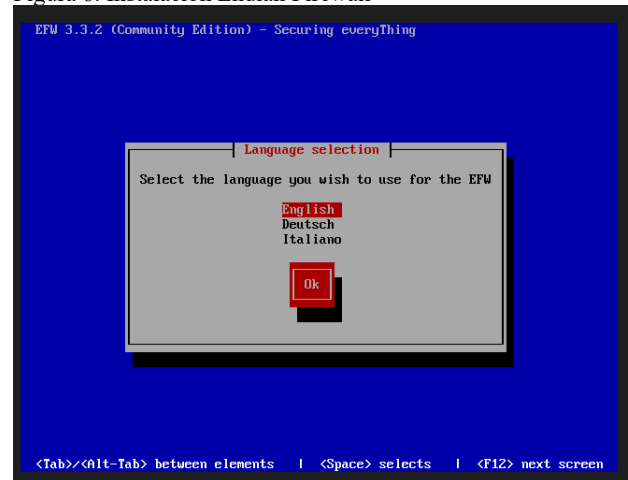 EFW 3.3.2 (Community Edition) - Securing everyThing
Language selection
Select the language you wish to use for the EFW
English
Deutsch
Italiano
Ok
<Tab>/<Alt-Tab> between elements | <Space> selects | <F12> next screen